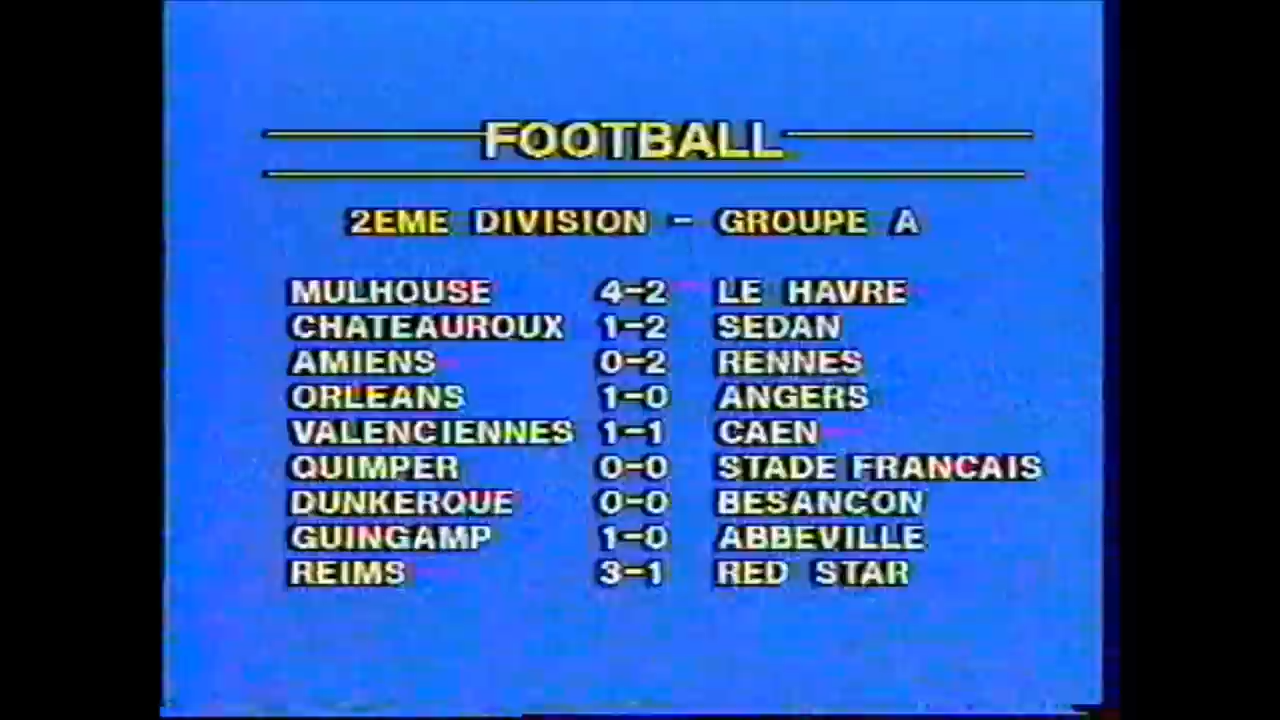 FOOTBALL
2EME DIVISION - GROUPE A
MULHOUSE 4-2 LE HAVRE
CHATEAUROUX 1-2 SEDAN
AMIENS 0-2 RENNES
ORLEANS 1-0 ANGERS
VALENCIENNES 1-1 CAEN
QUIMPER 0-0 STADE FRANCAIS
DUNKERQUE 0-0 BESANCON
GUINGAMP 1-0 ABBEVILLE
REIMS 3-1 RED STAR